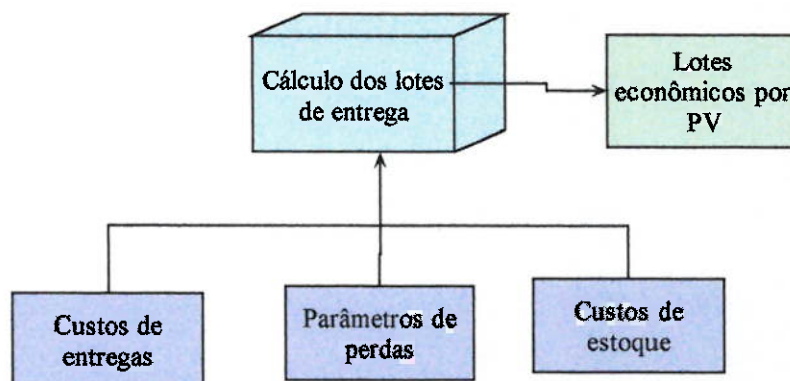 Cálculo dos lotes
de entrega
Lotes
econômicos por
PV
Custos de
entregas
Parâmetros de
perdas
Custos de
estoque